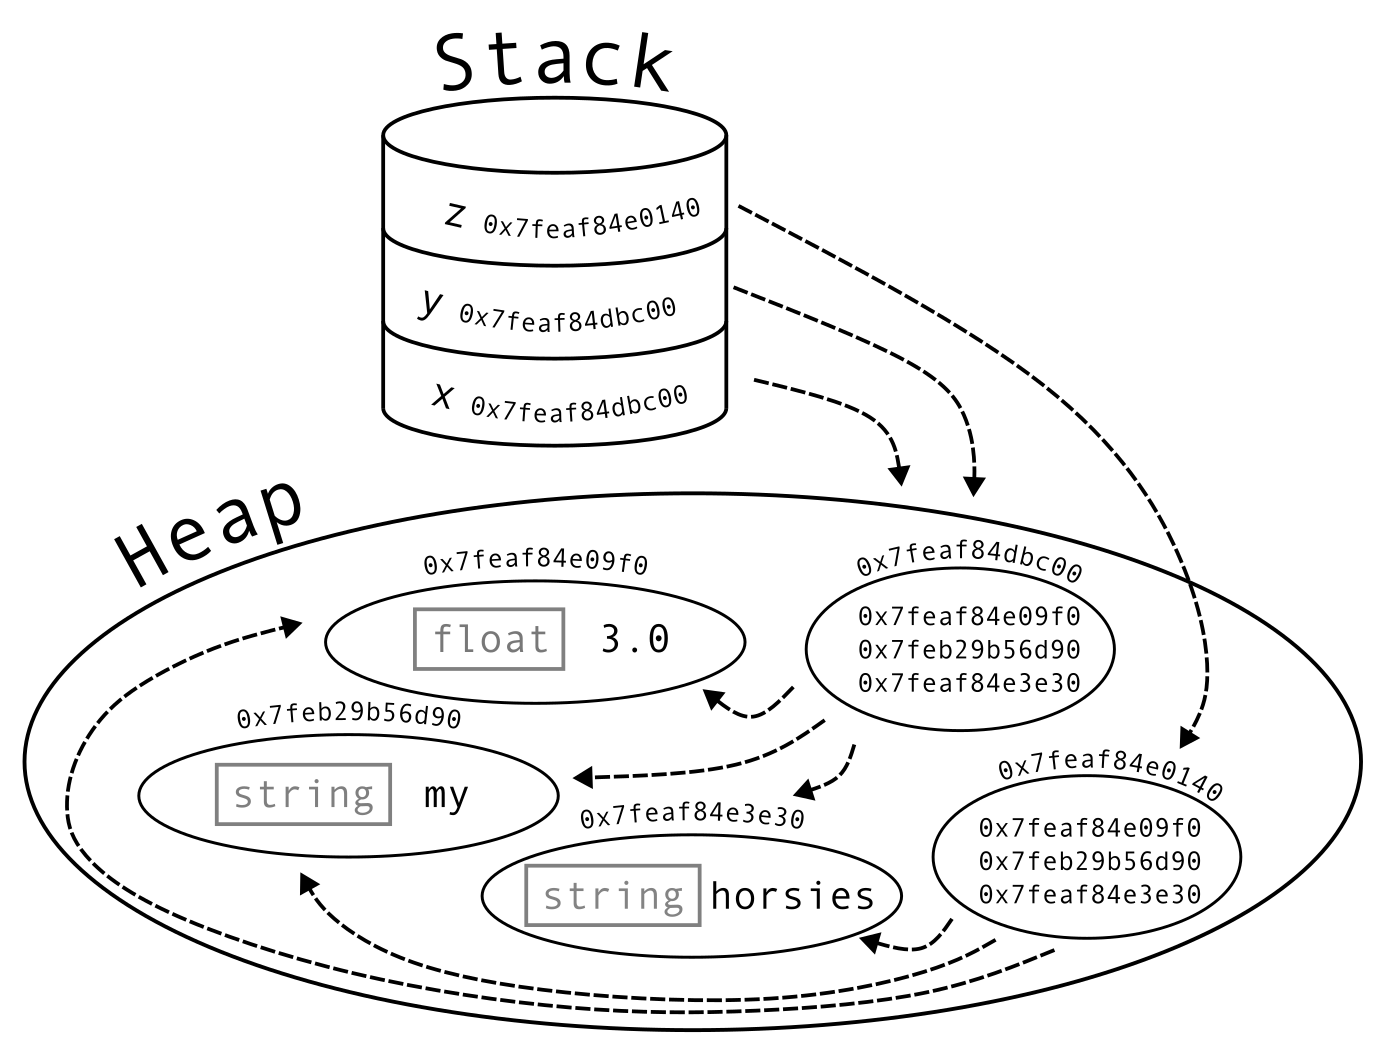 Stack
z 0x7feaf84e0140
y 0x7feaf84dbc00
x 0x7feaf84dbc00
Heap
0x7feaf84e09f0
float 3.0
0x7feaf84dbc00
0x7feaf84e09f0
0x7feb29b56d90
0x7feaf84e3e30
0x7feb29b56d90
string my
0x7feaf84e3e30
string horsies
0x7feaf84e0140
0x7feaf84e09f0
0x7feb29b56d90
0x7feaf84e3e30